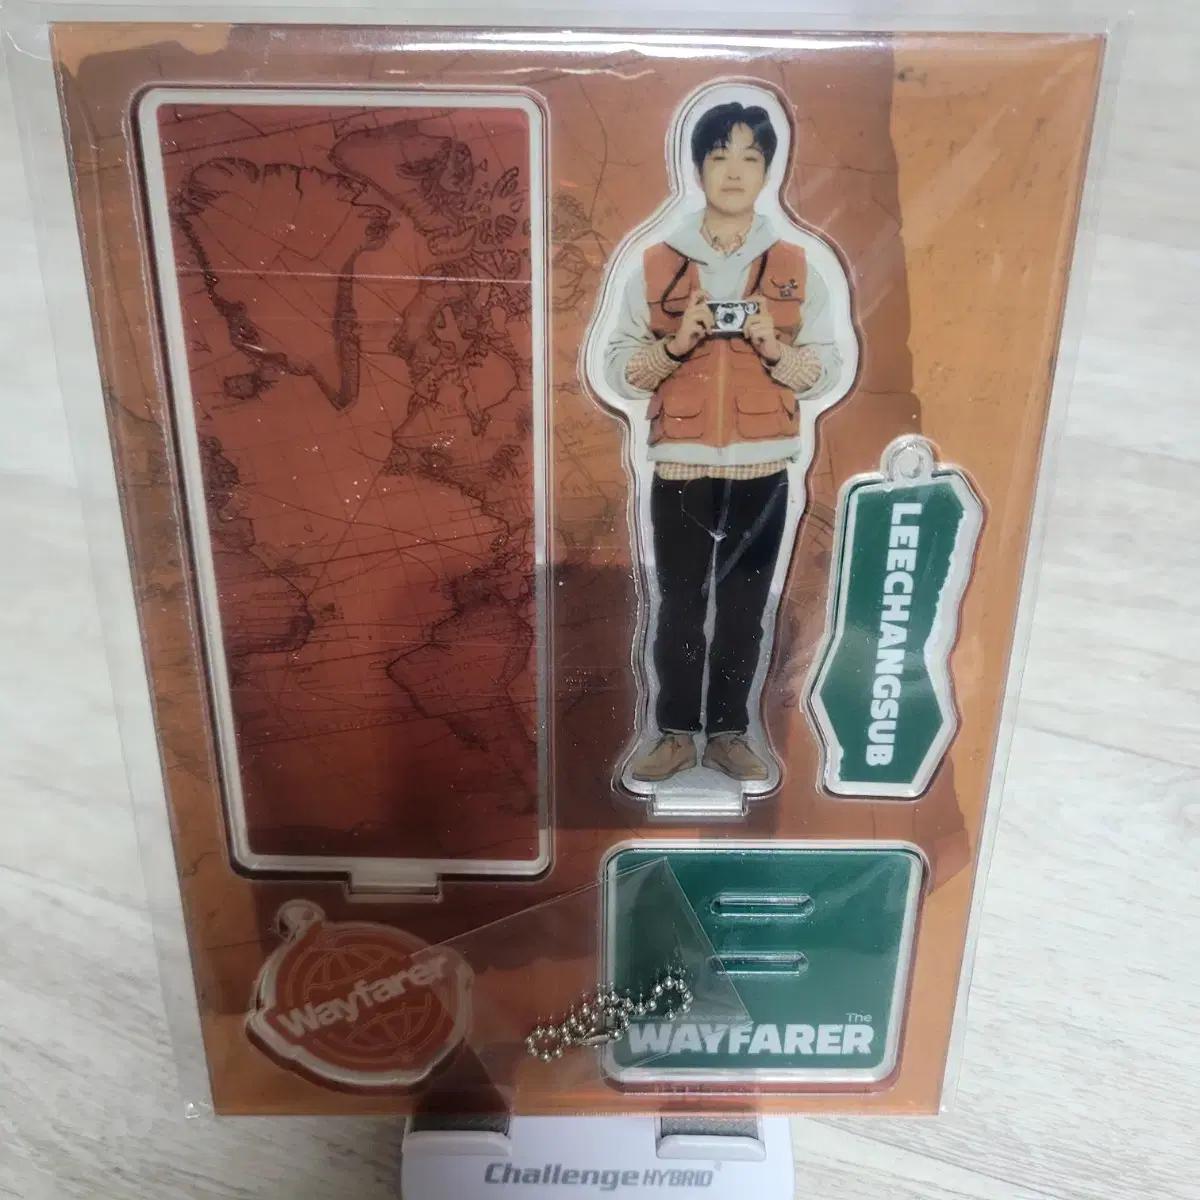 LEECHANGSUB
Wayfarer
The
WAYFARER
Challenge HYBRID